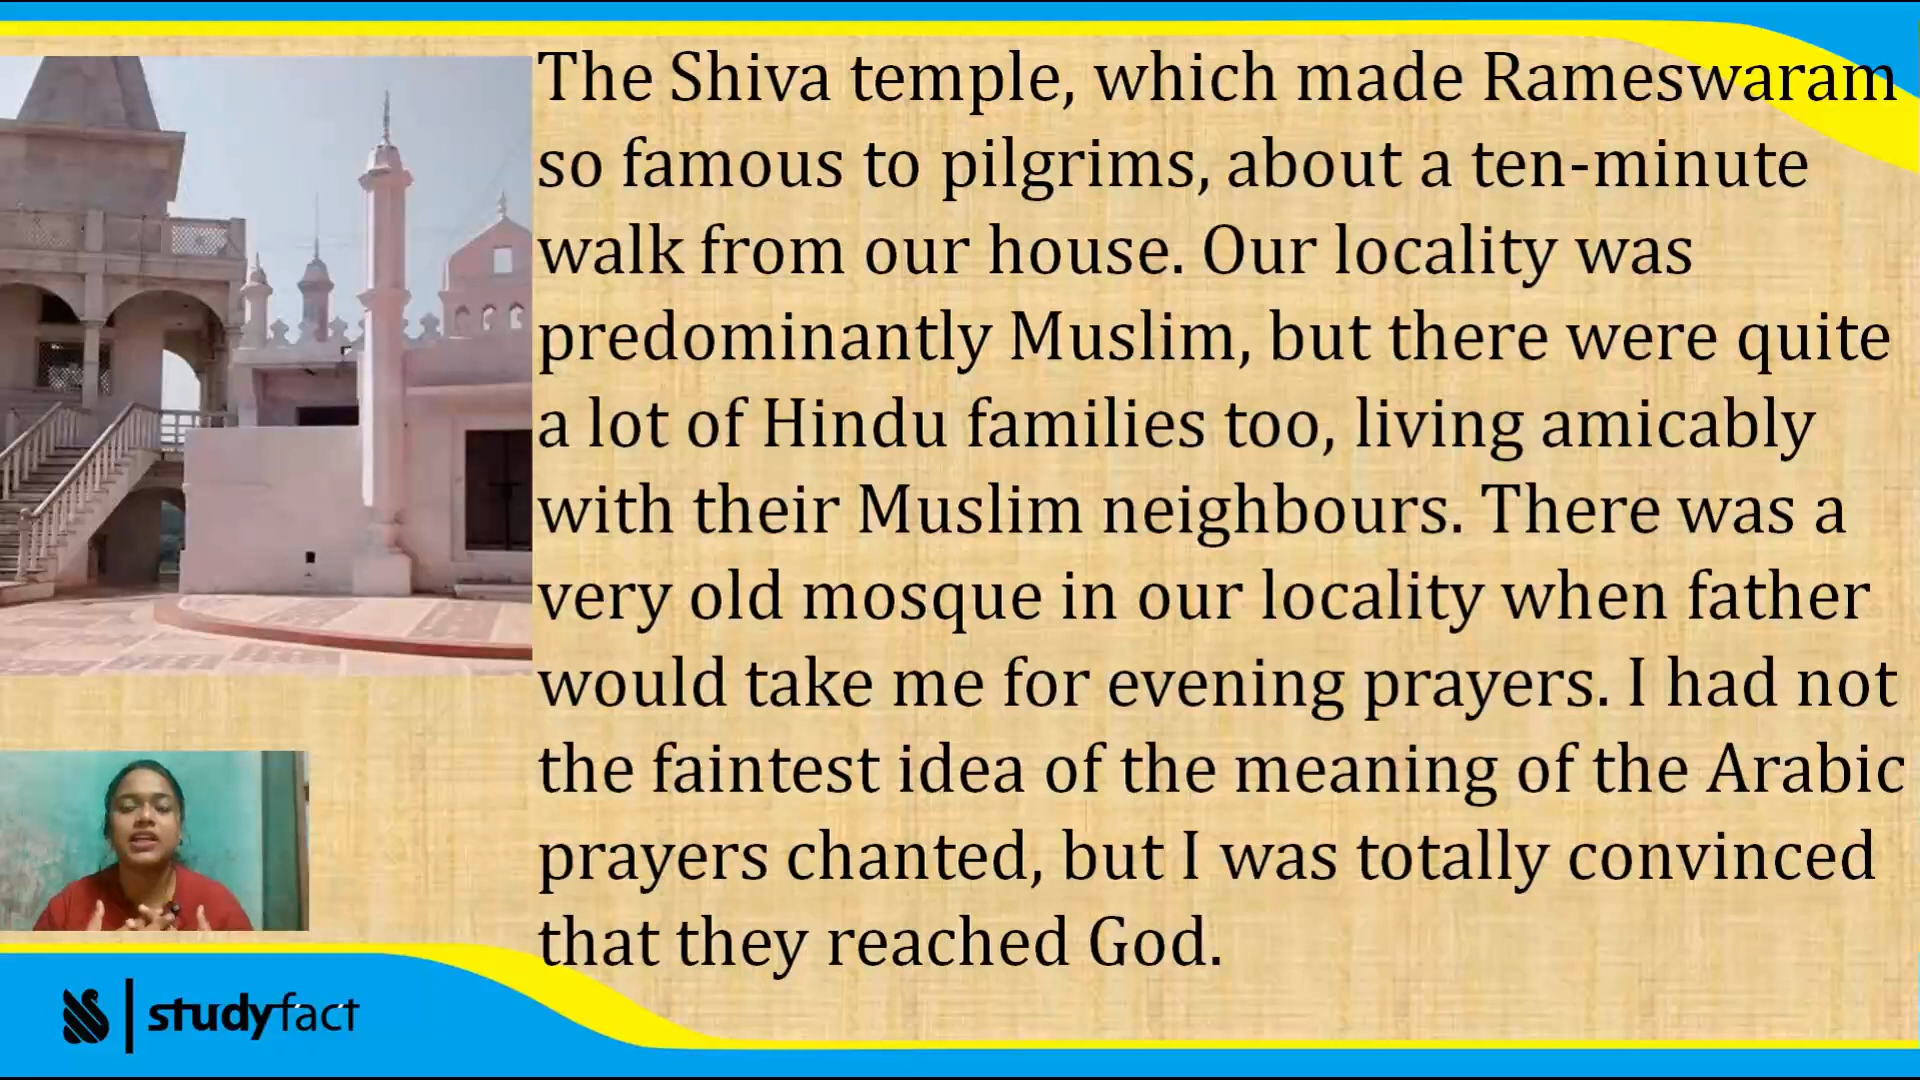 The Shiva temple, which made Rameswaram
so famous to pilgrims, about a ten-minute
walk from our house. Our locality was
predominantly Muslim, but there were quite
a lot of Hindu families too, living amicably
with their Muslim neighbours. There was a
very old mosque in our locality when father
would take me for evening prayers. I had not
the faintest idea of the meaning of the Arabic
prayers chanted, but I was totally convinced
that they reached God.
studyfact